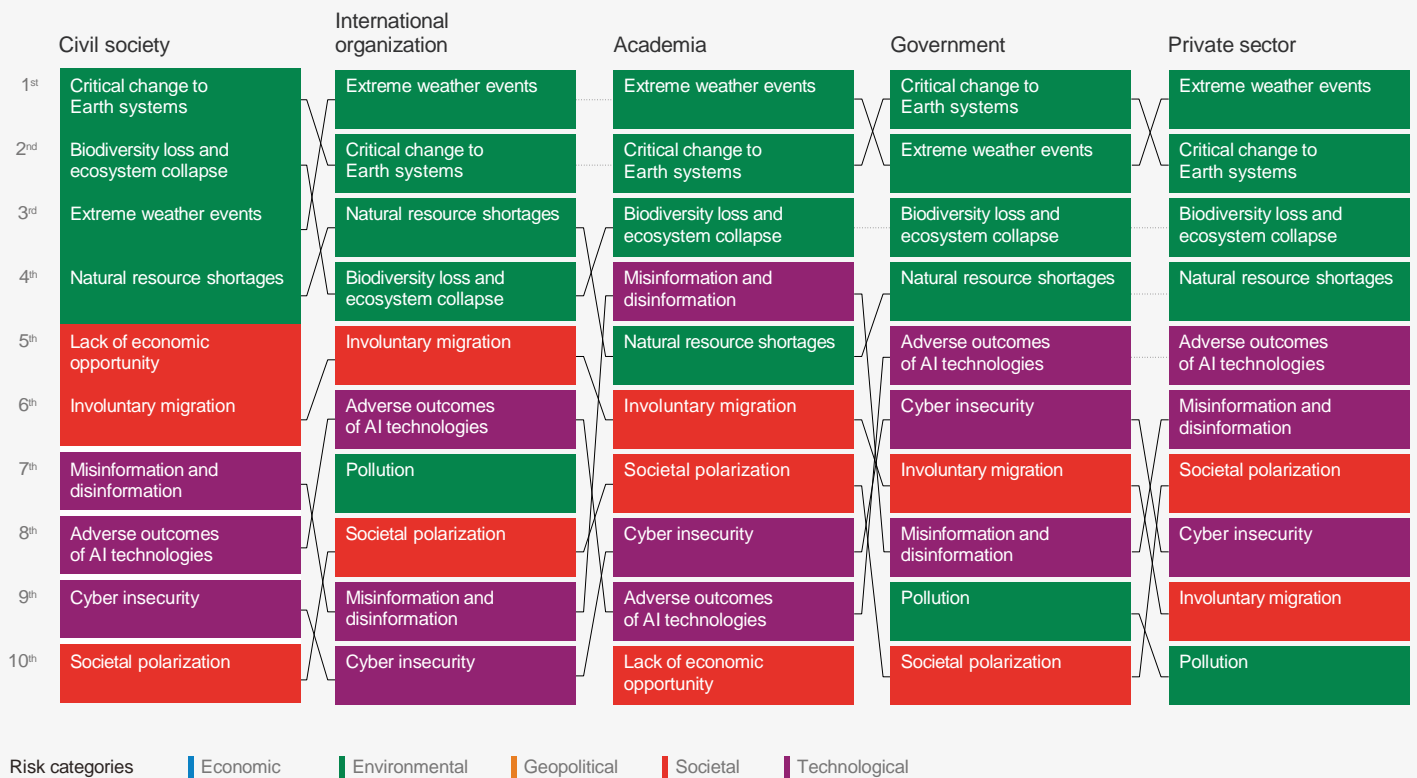 International
Civil society organization Academia Government Private sector
1st
Critical change to
Earth systems
Extreme weather events
Extreme weather events
Critical change to
Earth systems
Extreme weather events
2nd
Biodiversity loss and
ecosystem collapse
Critical change to
Earth systems
Critical change to
Earth systems
Extreme weather events
Critical change to
Earth systems
3rd
Extreme weather events
Natural resource shortages
Biodiversity loss and
ecosystem collapse
Biodiversity loss and
ecosystem collapse
Biodiversity loss and
ecosystem collapse
4th
Natural resource shortages
Biodiversity loss and
ecosystem collapse
Misinformation and
disinformation
Natural resource shortages
Natural resource shortages
5th
Lack of economic
opportunity
Involuntary migration
Natural resource shortages
Adverse outcomes
of AI technologies
Adverse outcomes
of AI technologies
6th
Involuntary migration
Adverse outcomes
of AI technologies
Involuntary migration
Cyber insecurity
Misinformation and
disinformation
7th
Misinformation and
disinformation
Pollution
Societal polarization
Involuntary migration
Societal polarization
8th
Adverse outcomes
of AI technologies
Societal polarization
Cyber insecurity
Misinformation and
disinformation
Cyber insecurity
9th
Cyber insecurity
Misinformation and
disinformation
Adverse outcomes
of AI technologies
Pollution
Involuntary migration
10th
Societal polarization
Cyber insecurity
Lack of economic
opportunity
Societal polarization
Pollution
Risk categories Economic Environmental Geopolitical Societal Technological